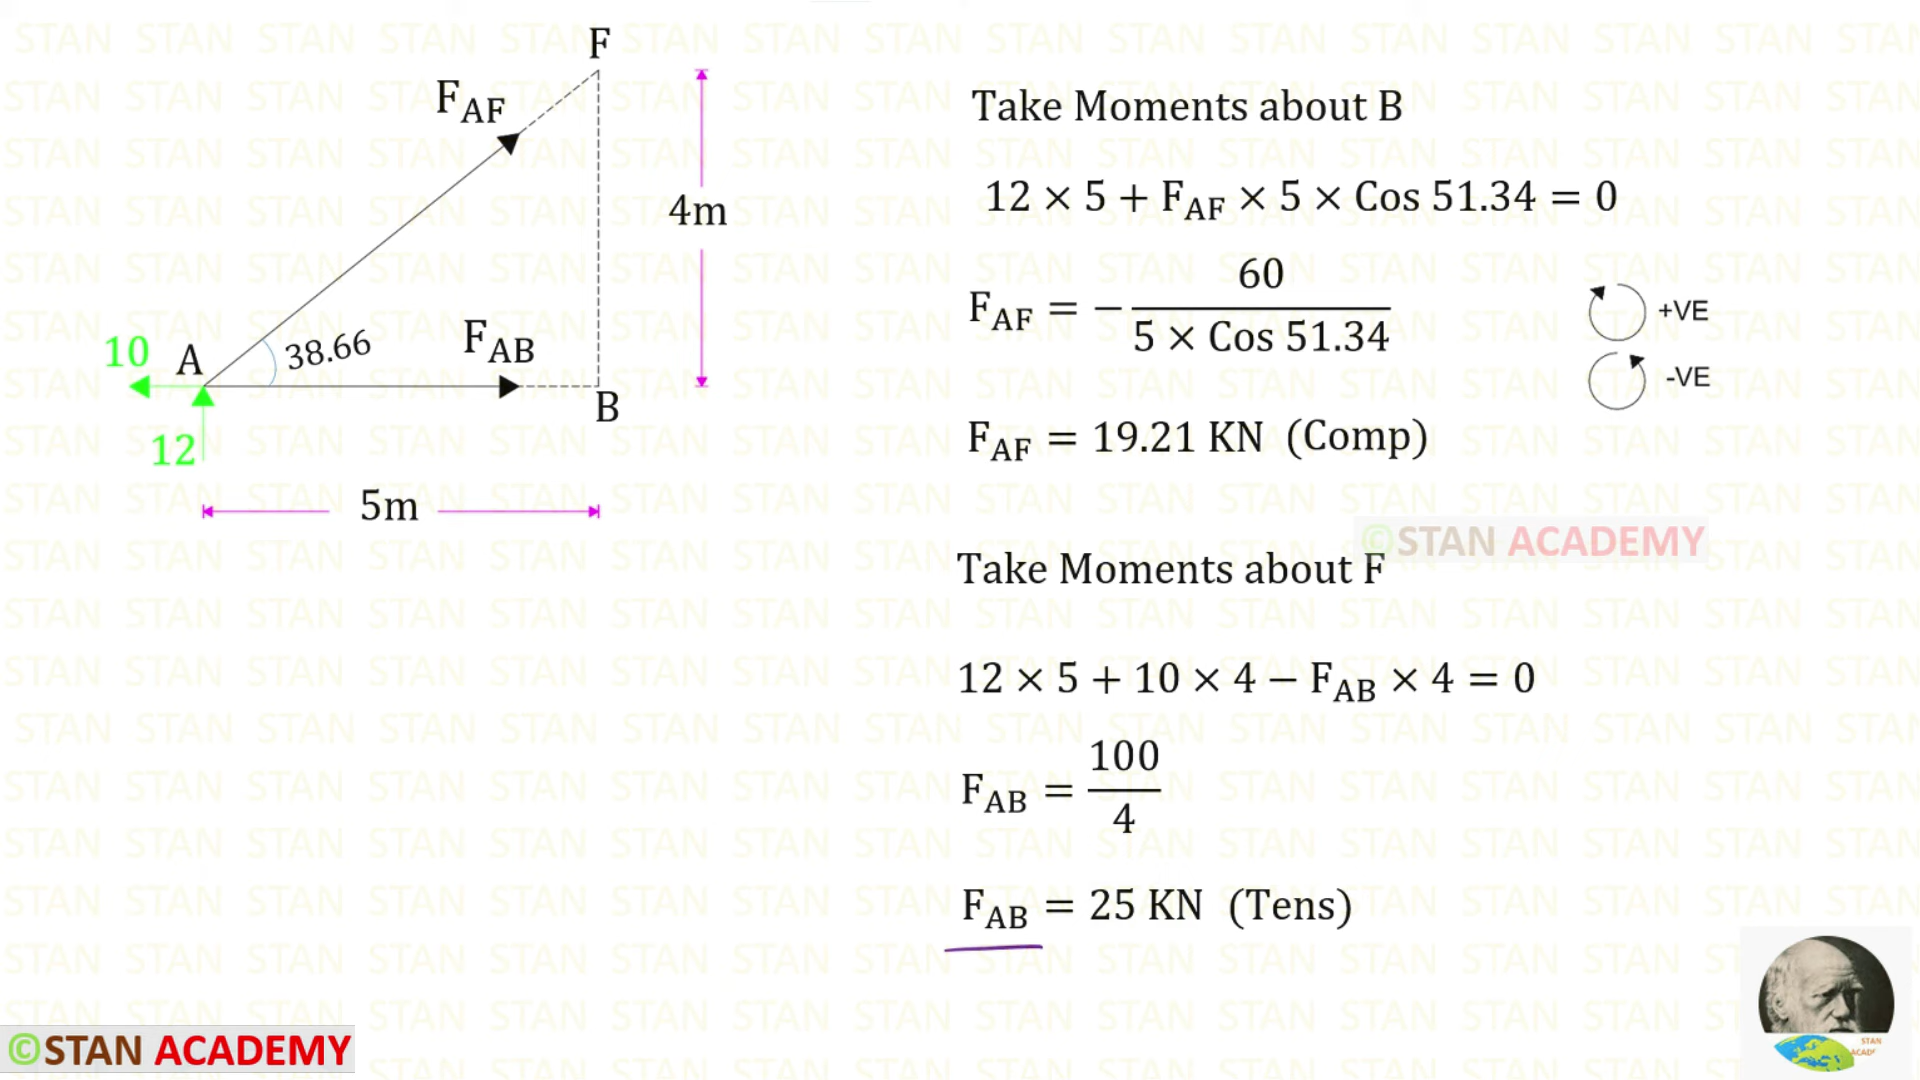 F
F_AF
4m
10
A
38.66
F_AB
B
12
5m
Take Moments about B
12 × 5 + F_AF × 5 × Cos 51.34 = 0
F_AF = − 60 / 5 × Cos 51.34
+VE
-VE
F_AF = 19.21 KN (Comp)
©STAN ACADEMY
Take Moments about F
12 × 5 + 10 × 4 − F_AB × 4 = 0
F_AB = 100 / 4
F_AB = 25 KN (Tens)
©STAN ACADEMY
STAN